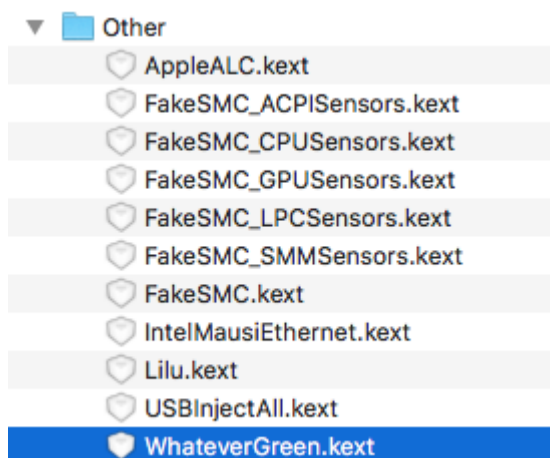 Other
AppleALC.kext
FakeSMC_ACPISensors.kext
FakeSMC_CPUSensors.kext
FakeSMC_GPUSensors.kext
FakeSMC_LPCSensors.kext
FakeSMC_SMMSensors.kext
FakeSMC.kext
IntelMausiEthernet.kext
Lilu.kext
USBInjectAll.kext
WhateverGreen.kext